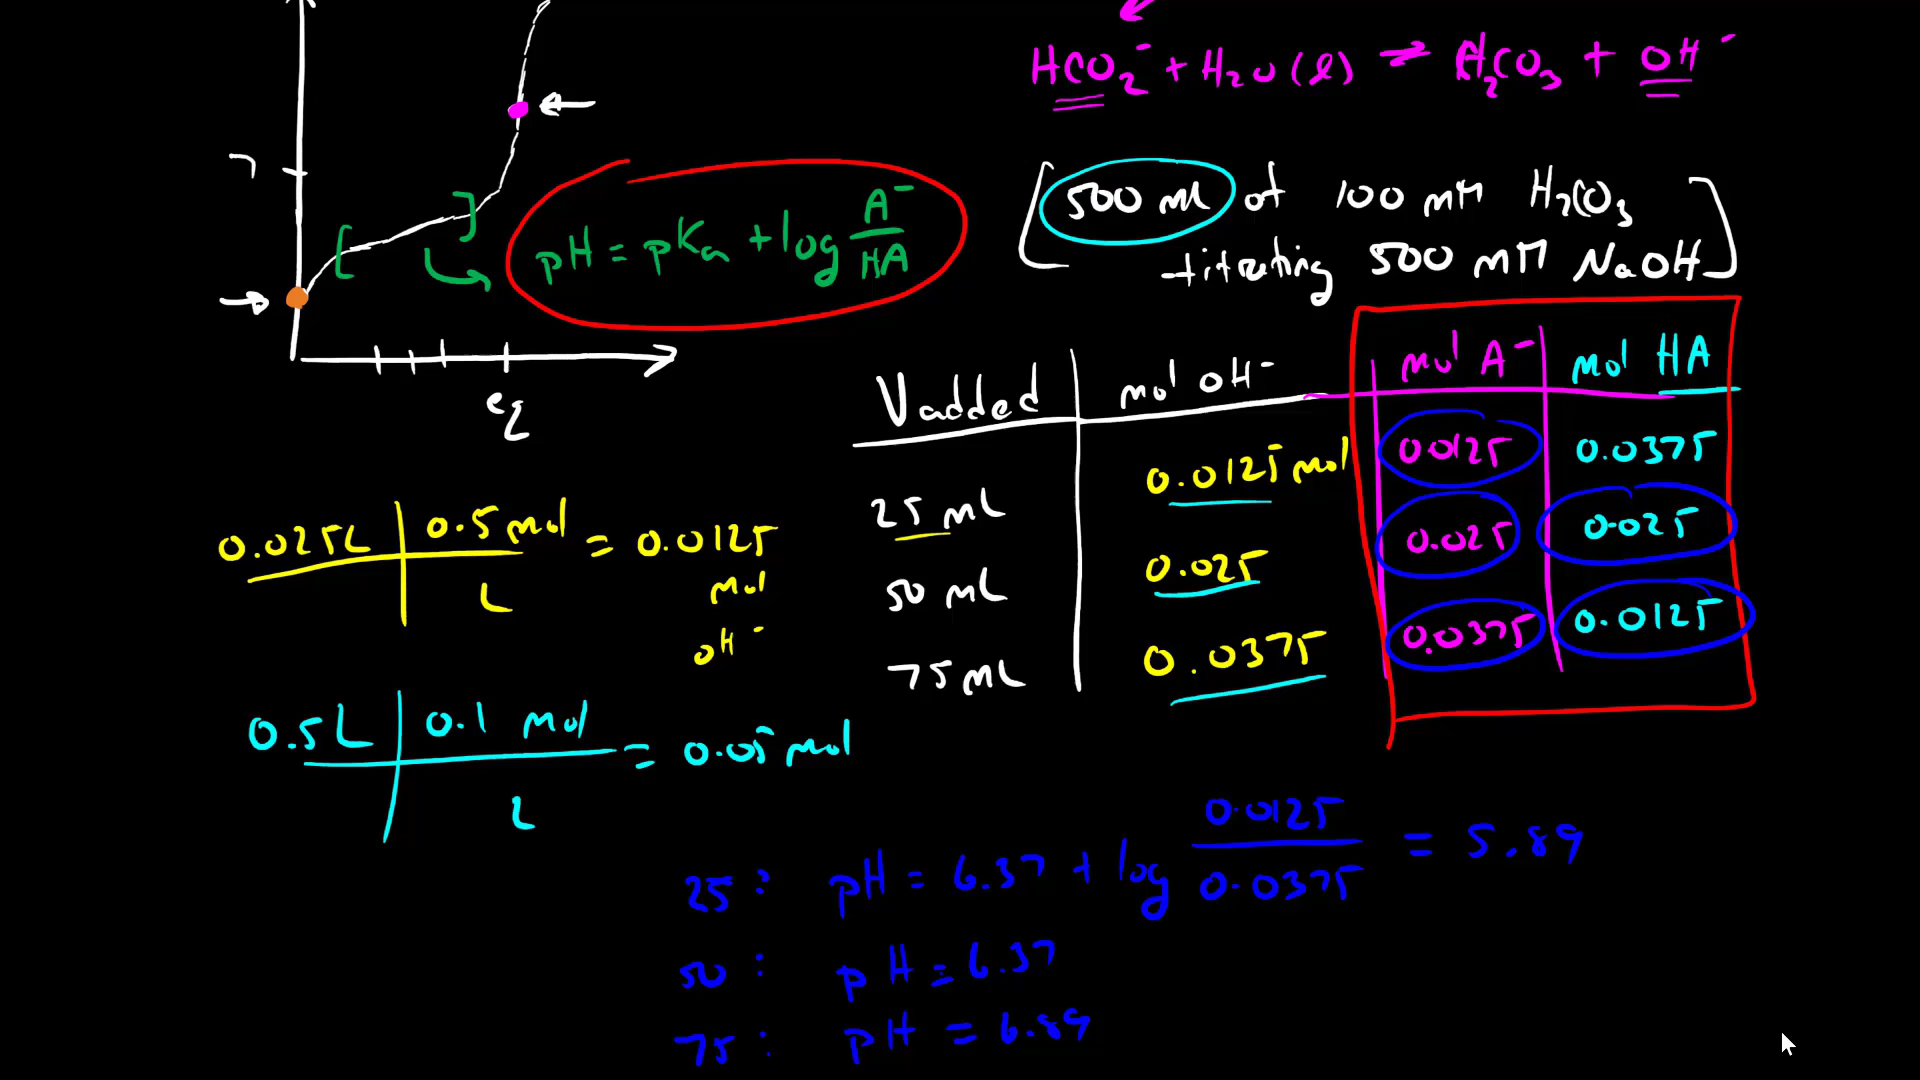 HCO₂⁻ + H₂O (l) ⇌ H₂CO₃ + OH⁻
7
[ ]
pH = pKa + log A⁻/HA
eq
[500 mL of 100 mM H₂CO₃
titrating 500 mM NaOH]
Vadded | mol OH⁻ | mol A⁻ | mol HA
25 mL | 0.0125 mol | 0.0125 | 0.0375
50 mL | 0.025 | 0.025 | 0.025
75 mL | 0.0375 | 0.0375 | 0.0125
0.025L | 0.5 mol / L = 0.0125
mol
OH⁻
0.5L | 0.1 mol / L = 0.05 mol
25: pH = 6.37 + log 0.0125/0.0375 = 5.89
50: pH = 6.37
75: pH = 6.89